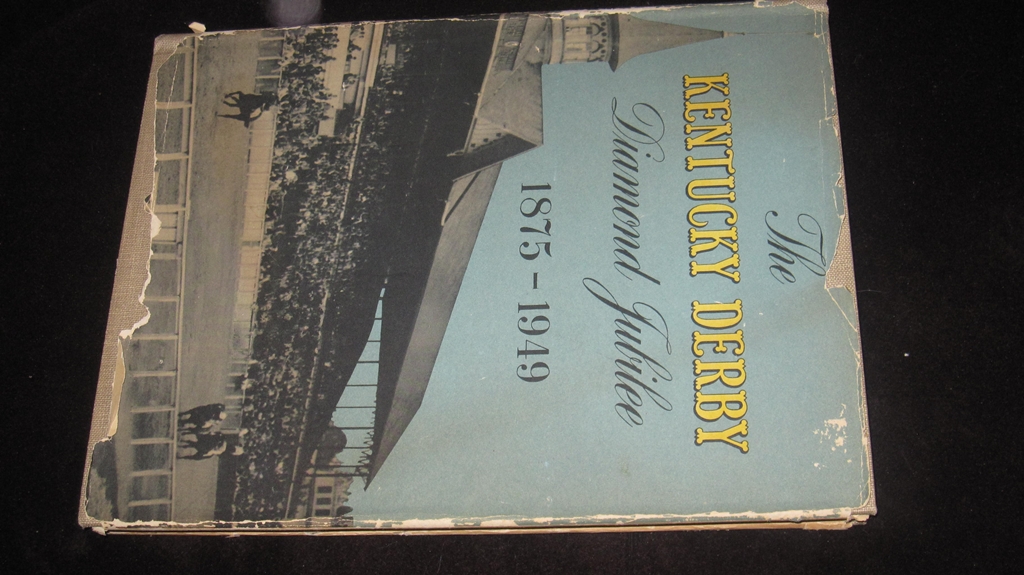 The
KENTUCKY DERBY
Diamond Jubilee
1875 - 1949